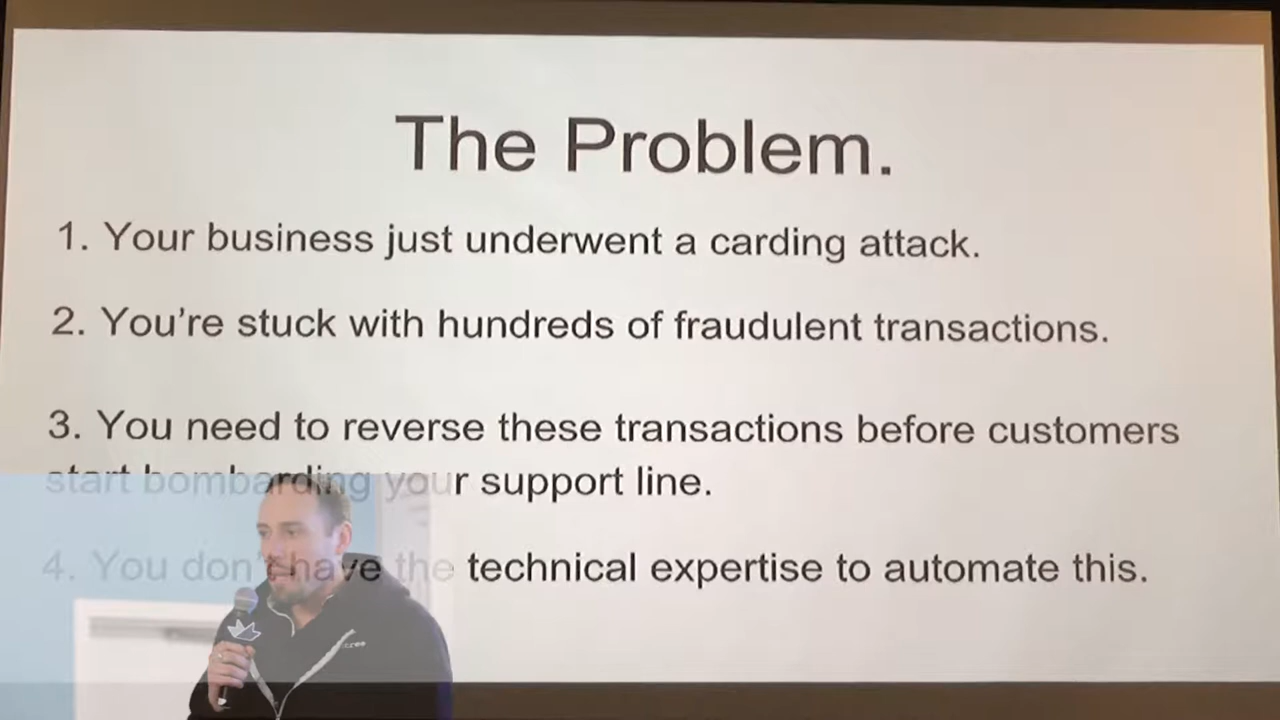 The Problem.
1. Your business just underwent a carding attack.
2. You're stuck with hundreds of fraudulent transactions.
3. You need to reverse these transactions before customers
start bombarding your support line.
4. You don't have the technical expertise to automate this.